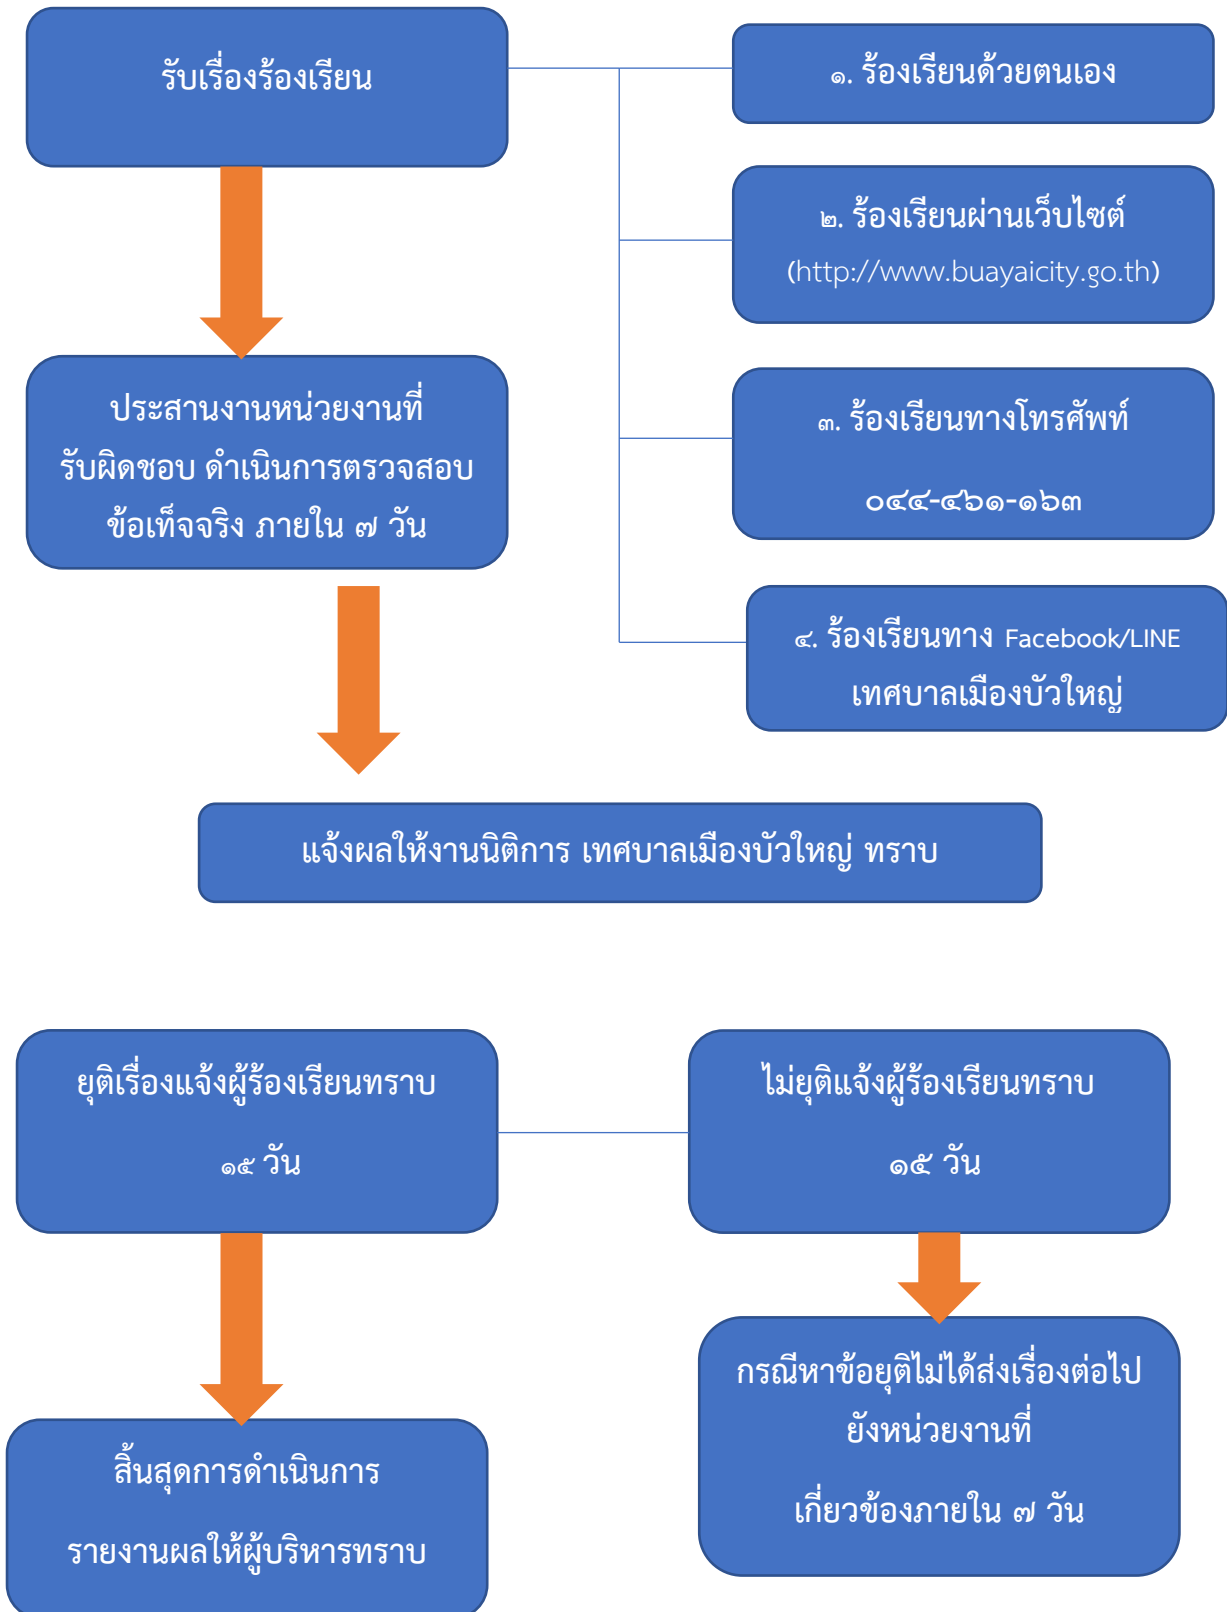 รับเรื่องร้องเรียน
๑. ร้องเรียนด้วยตนเอง
๒. ร้องเรียนผ่านเว็บไซต์
(http://www.buayaicity.go.th)
ประสานงานหน่วยงานที่
รับผิดชอบ ดำเนินการตรวจสอบ
ข้อเท็จจริง ภายใน ๗ วัน
๓. ร้องเรียนทางโทรศัพท์
๐๔๔-๔๖๑-๑๖๓
๔. ร้องเรียนทาง Facebook/LINE
เทศบาลเมืองบัวใหญ่
แจ้งผลให้งานนิติการ เทศบาลเมืองบัวใหญ่ ทราบ
ยุติเรื่องแจ้งผู้ร้องเรียนทราบ
๑๕ วัน
ไม่ยุติแจ้งผู้ร้องเรียนทราบ
๑๕ วัน
สิ้นสุดการดำเนินการ
รายงานผลให้ผู้บริหารทราบ
กรณีหาข้อยุติไม่ได้ส่งเรื่องต่อไป
ยังหน่วยงานที่
เกี่ยวข้องภายใน ๗ วัน